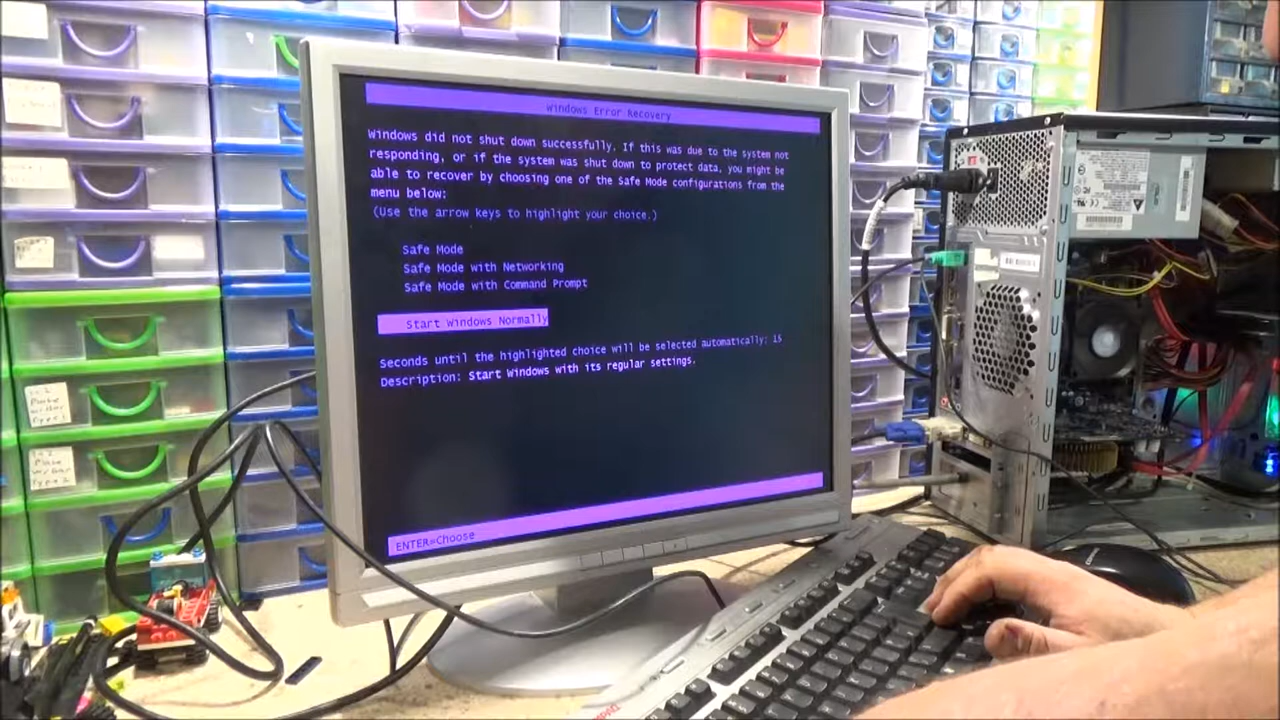 Windows Error Recovery
Windows did not shut down successfully. If this was due to the system not
responding, or if the system was shut down to protect data, you might be
able to recover by choosing one of the Safe Mode configurations from the
menu below:
(Use the arrow keys to highlight your choice.)
Safe Mode
Safe Mode with Networking
Safe Mode with Command Prompt
Start Windows Normally
Seconds until the highlighted choice will be selected automatically: 15
Description: Start Windows with its regular settings.
ENTER=Choose